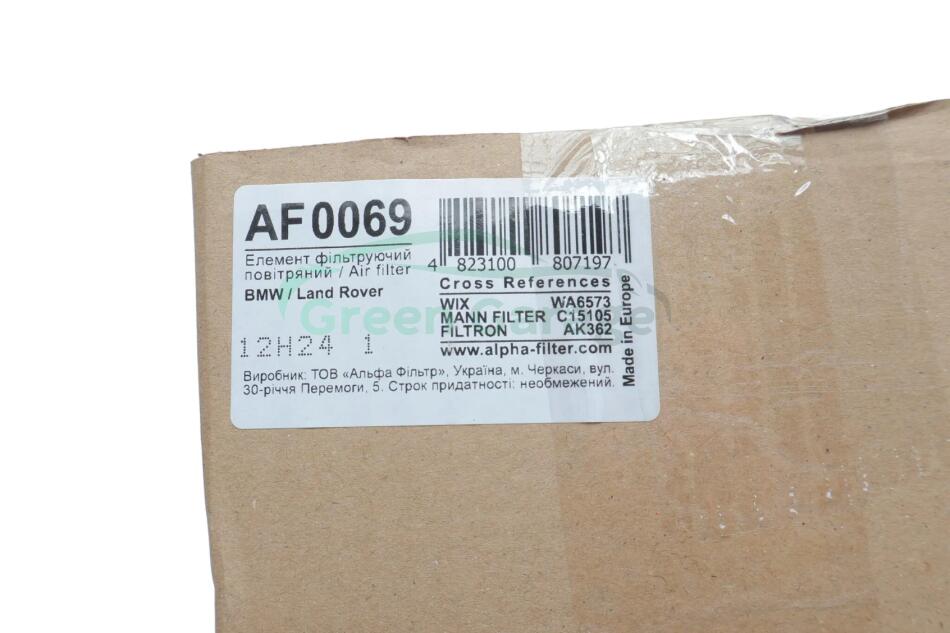 AF0069
Елемент фільтруючий
повітряний / Air filter
BMW / Land Rover
12H24 1
4 823100 807197
Cross References
WIX WA6573
MANN FILTER C15105
FILTRON AK362
www.alpha-filter.com
Made in Europe
Виробник: ТОВ «Альфа Фільтр», Україна, м. Черкаси, вул.
30-річчя Перемоги, 5. Строк придатності: необмежений.
Green Garage